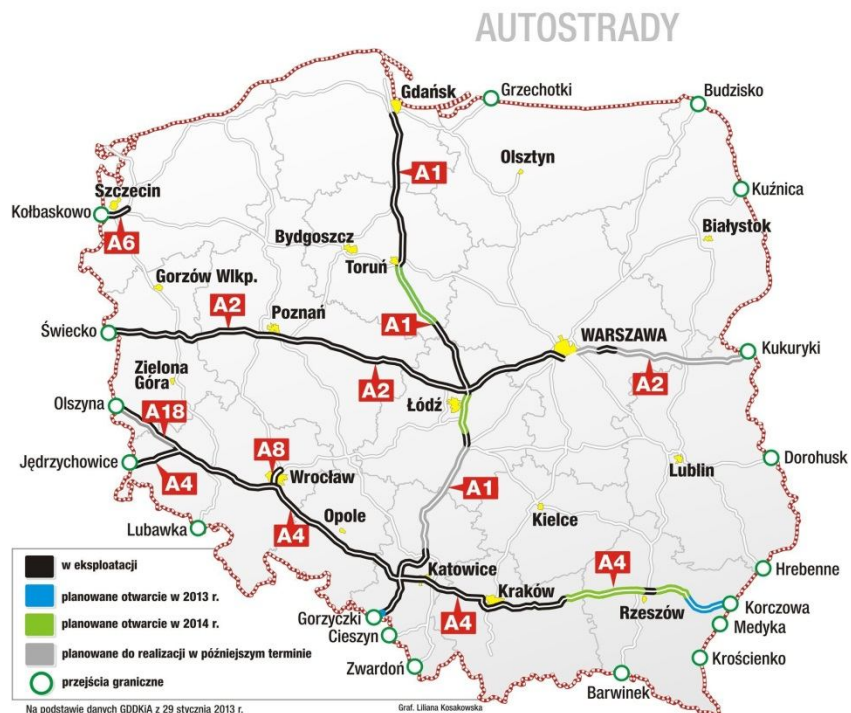 AUTOSTRADY
Gdańsk
Grzechotki
Budzisko
Olsztyn
A1
Kuźnica
Szczecin
Kołbaskowo
A6
Białystok
Bydgoszcz
Toruń
Gorzów Wlkp.
A2
Poznań
A1
Świecko
WARSZAWA
Kukuryki
A2
Zielona
Góra
A2
Olszyna
A18
Łódź
Jędrzychowice
A4
A8
Wrocław
A1
Lublin
Dorohusk
Lubawka
Opole
A4
Kielce
Katowice
Kraków
A4
A4
Rzeszów
Hrebenne
Korczowa
Medyka
Gorzyczki
Cieszyn
Zwardoń
Krościenko
Barwinek
w eksploatacji
planowane otwarcie w 2013 r.
planowane otwarcie w 2014 r.
planowane do realizacji w późniejszym terminie
przejścia graniczne
Na podstawie danych GDDKiA z 29 stycznia 2013 r.
Graf. Liliana Kosakowska